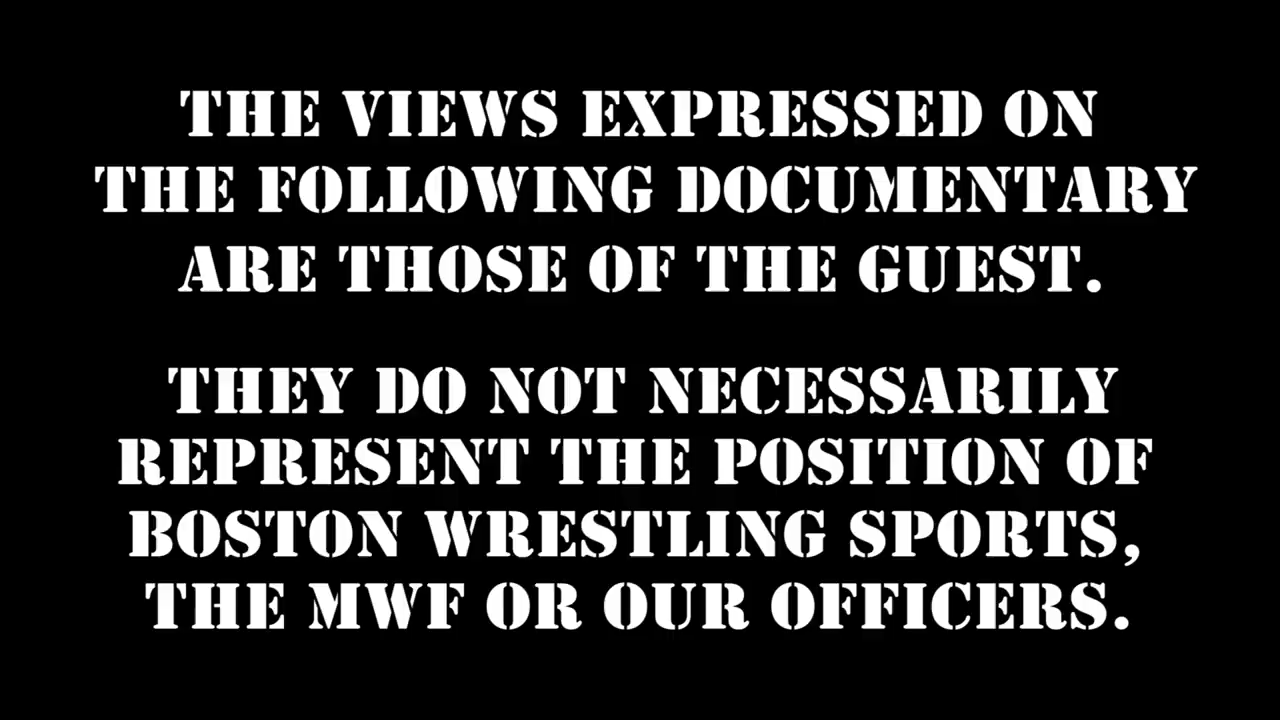 THE VIEWS EXPRESSED ON
THE FOLLOWING DOCUMENTARY
ARE THOSE OF THE GUEST.
THEY DO NOT NECESSARILY
REPRESENT THE POSITION OF
BOSTON WRESTLING SPORTS,
THE MWF OR OUR OFFICERS.